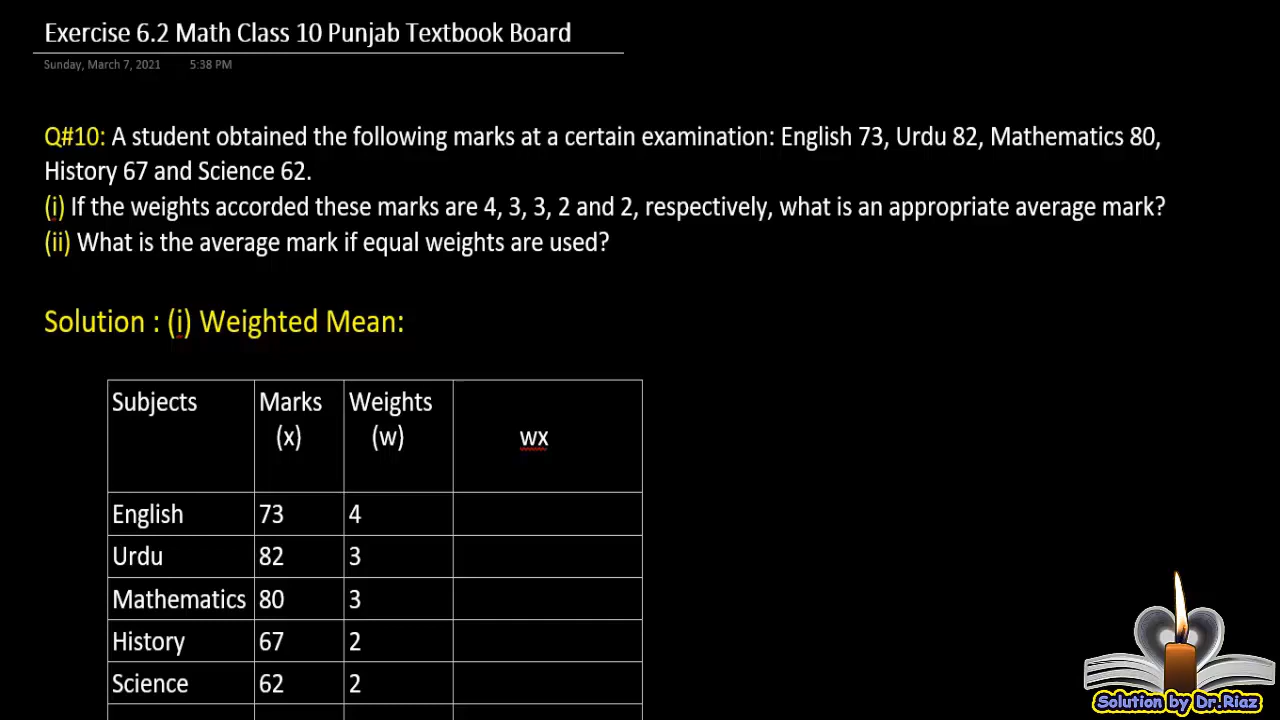 Exercise 6.2 Math Class 10 Punjab Textbook Board
Sunday, March 7, 2021 5:38 PM
Q#10: A student obtained the following marks at a certain examination: English 73, Urdu 82, Mathematics 80,
History 67 and Science 62.
(i) If the weights accorded these marks are 4, 3, 3, 2 and 2, respectively, what is an appropriate average mark?
(ii) What is the average mark if equal weights are used?
Solution : (i) Weighted Mean:
Subjects Marks Weights
(x) (w) wx
English 73 4
Urdu 82 3
Mathematics 80 3
History 67 2
Science 62 2
Solution by Dr.Riaz